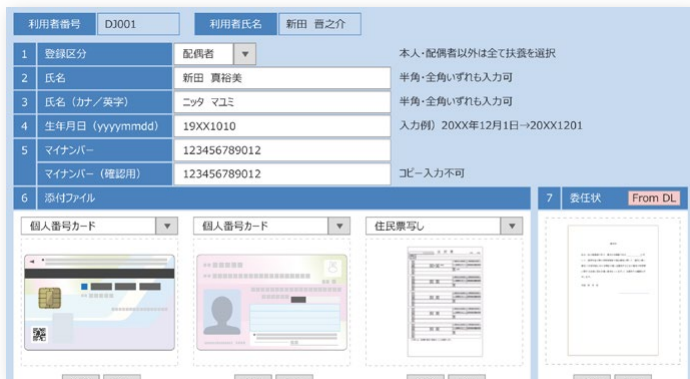 利用者番号 DJ001 利用者氏名 新田 晋之介
1 登録区分 配偶者 本人・配偶者以外は全て扶養を選択
2 氏名 新田 真裕美 半角・全角いずれも入力可
3 氏名（カナ／英字） ニッタ マユミ 半角・全角いずれも入力可
4 生年月日（yyyymmdd） 19XX1010 入力例）20XX年12月1日→20XX1201
5 マイナンバー 123456789012
マイナンバー（確認用） 123456789012 コピー入力不可
6 添付ファイル 7 委任状 From DL
個人番号カード 個人番号カード 住民票写し